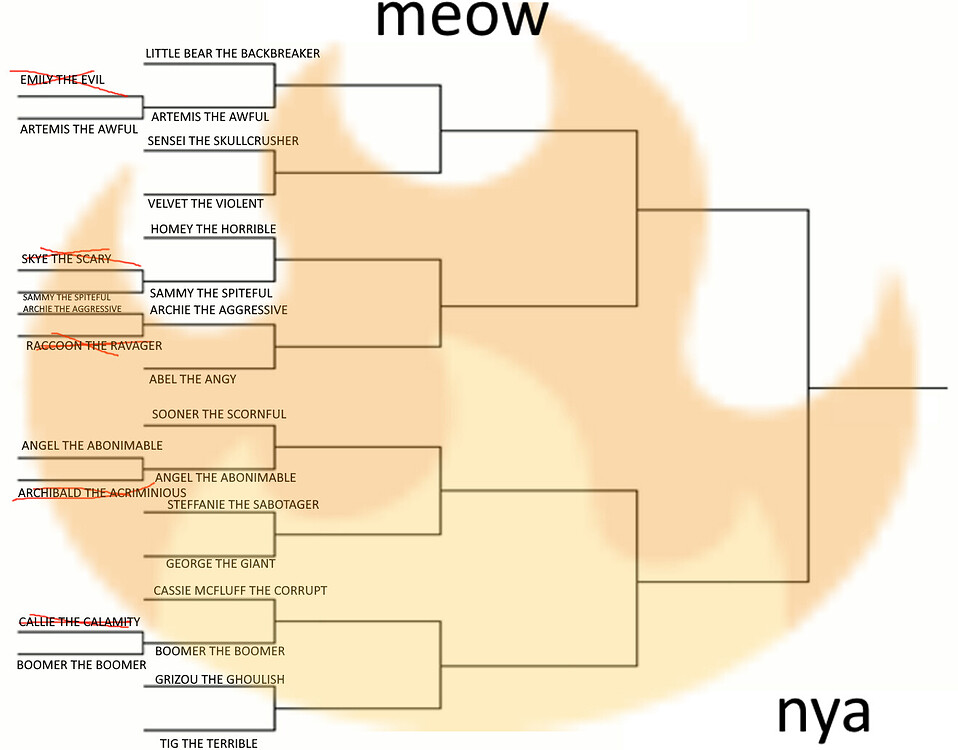 meow
LITTLE BEAR THE BACKBREAKER
EMILY THE EVIL
ARTEMIS THE AWFUL
ARTEMIS THE AWFUL
SENSEI THE SKULLCRUSHER
VELVET THE VIOLENT
HOMEY THE HORRIBLE
SKYE THE SCARY
SAMMY THE SPITEFUL
SAMMY THE SPITEFUL
ARCHIE THE AGGRESSIVE
ARCHIE THE AGGRESSIVE
RACCOON THE RAVAGER
ABEL THE ANGY
SOONER THE SCORNFUL
ANGEL THE ABONIMABLE
ANGEL THE ABONIMABLE
ARCHIBALD THE ACRIMINIOUS
STEFFANIE THE SABOTAGER
GEORGE THE GIANT
CASSIE MCFLUFF THE CORRUPT
CALLIE THE CALAMITY
BOOMER THE BOOMER
BOOMER THE BOOMER
GRIZOU THE GHOULISH
nya
TIG THE TERRIBLE